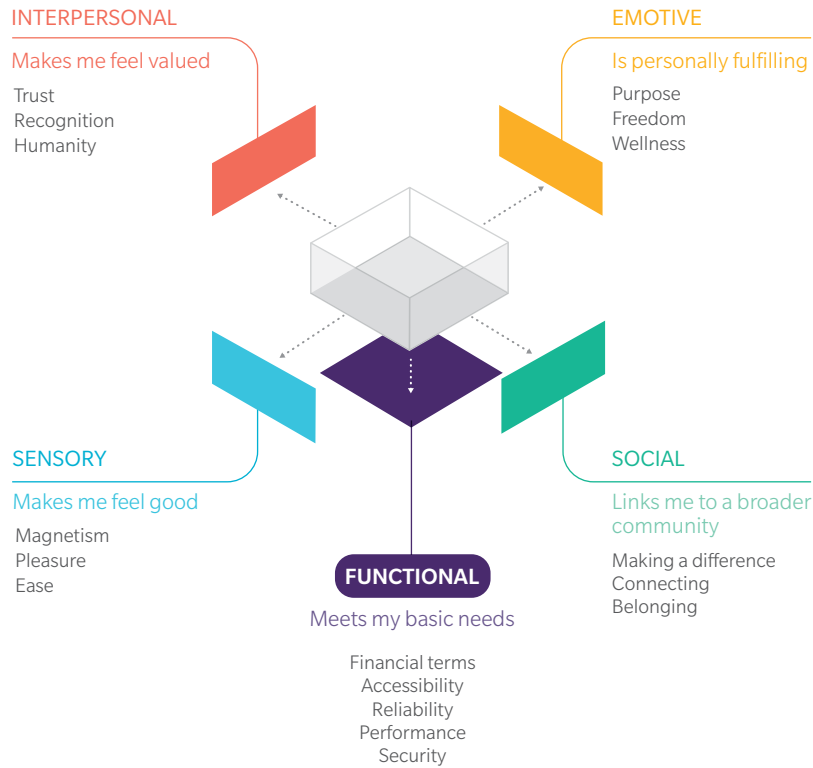 INTERPERSONAL
Makes me feel valued
Trust
Recognition
Humanity
EMOTIVE
Is personally fulfilling
Purpose
Freedom
Wellness
SENSORY
Makes me feel good
Magnetism
Pleasure
Ease
SOCIAL
Links me to a broader
community
Making a difference
Connecting
Belonging
FUNCTIONAL
Meets my basic needs
Financial terms
Accessibility
Reliability
Performance
Security